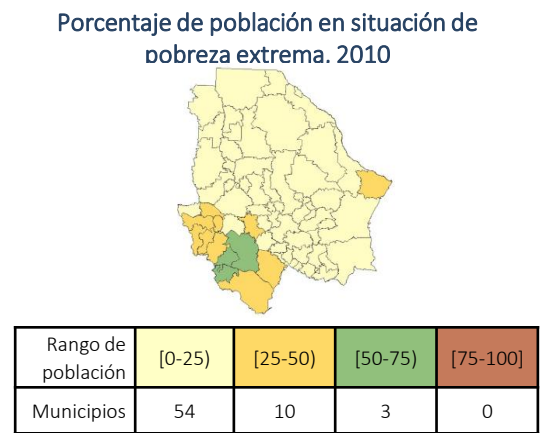 Porcentaje de población en situación de
pobreza extrema, 2010
Rango de
población
[0-25)
[25-50)
[50-75)
[75-100]
Municipios
54
10
3
0